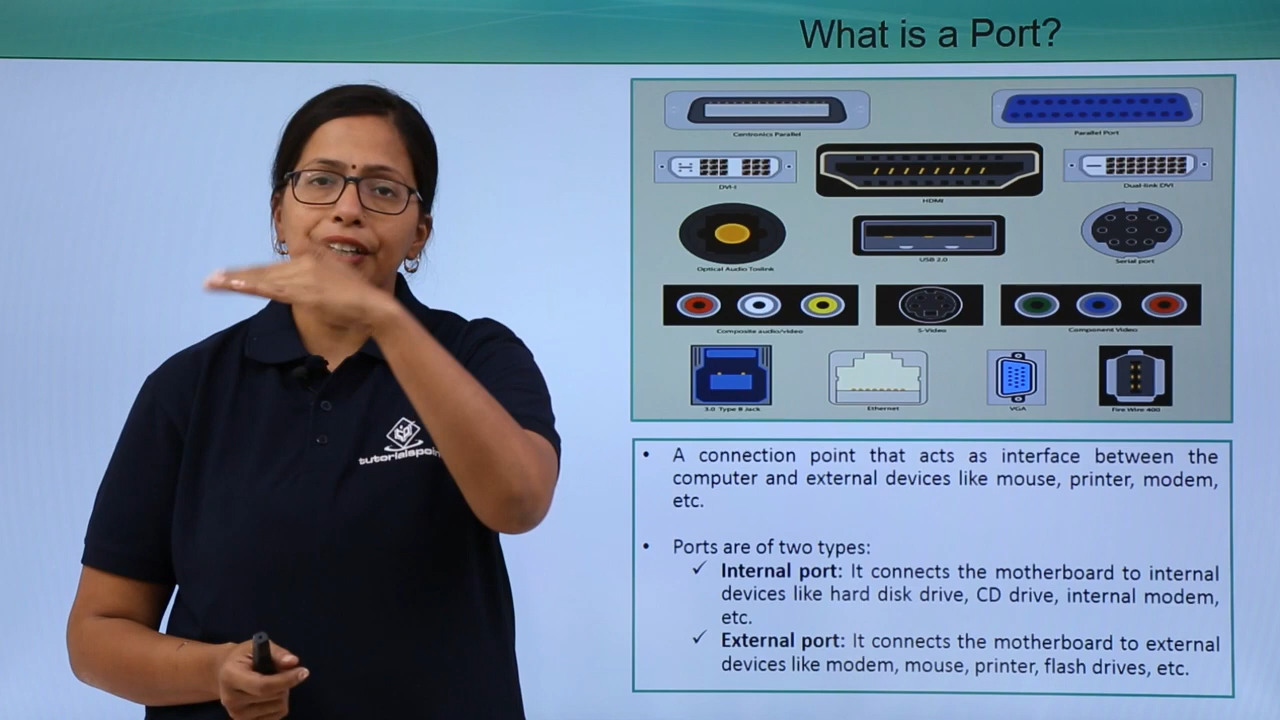 What is a Port?
Centronics Parallel
Parallel Port
DVI-I
HDMI
Dual-link DVI
Optical Audio Toslink
USB 2.0
Serial port
Composite audio/video
S-Video
Component Video
3.0 Type B Jack
Ethernet
VGA
Fire Wire 400
tutorialspoin
• A connection point that acts as interface between the
computer and external devices like mouse, printer, modem,
etc.
• Ports are of two types:
✓ Internal port: It connects the motherboard to internal
devices like hard disk drive, CD drive, internal modem,
etc.
✓ External port: It connects the motherboard to external
devices like modem, mouse, printer, flash drives, etc.